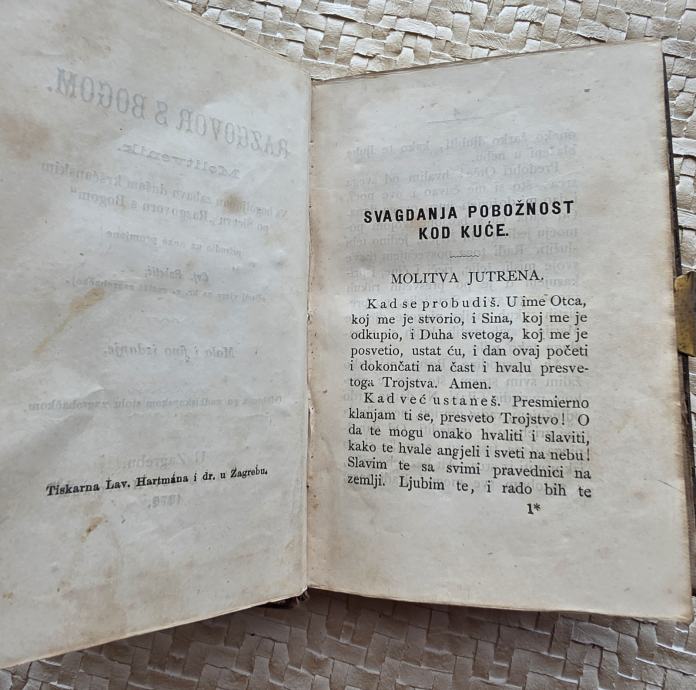 Tiskarna Lav. Hartmána i dr. u Zagrebu.
SVAGDANJA POBOŽNOST
KOD KUĆE.
MOLITVA JUTRENA.
Kad se probudiš. U ime Otca,
koj me je stvorio, i Sina, koj me je
odkupio, i Duha svetoga, koj me je
posvetio, ustat ću, i dan ovaj početi
i dokončati na čast i hvalu presve-
toga Trojstva. Amen.
Kad već ustaneš. Presmierno
klanjam ti se, presveto Trojstvo! O
da te mogu onako hvaliti i slaviti,
kako te hvale angjeli i sveti na nebu!
Slavim te sa svimi pravednici na
zemlji. Ljubim te, i rado bih te
1*